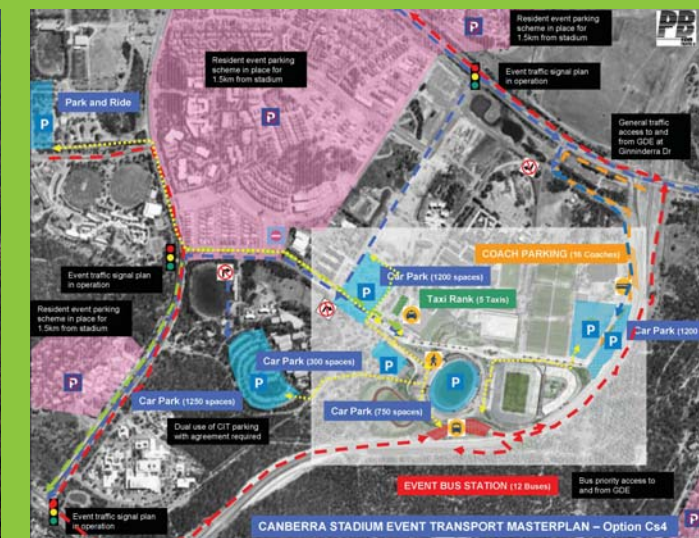 Resident event parking
scheme in place for
1.5km from stadium
Resident event parking
scheme in place for
1.5km from stadium
PB
Event traffic signal plan
in operation
Park and Ride
P
P
General traffic
access to and
from GDE at
Ginninderra Dr
COACH PARKING (16 Coaches)
Event traffic signal plan
in operation
Car Park (1200 spaces)
P
Taxi Rank (5 Taxis)
Resident event parking
scheme in place for
1.5km from stadium
P
P
Car Park (1200
Car Park (300 spaces)
P
P
P
P
Car Park (1250 spaces)
Car Park (750 spaces)
Dual use of CIT parking
with agreement required
EVENT BUS STATION (12 Buses)
Bus priority access to
and from GDE
Event traffic signal plan
in operation
CANBERRA STADIUM EVENT TRANSPORT MASTERPLAN – Option Cs4
P